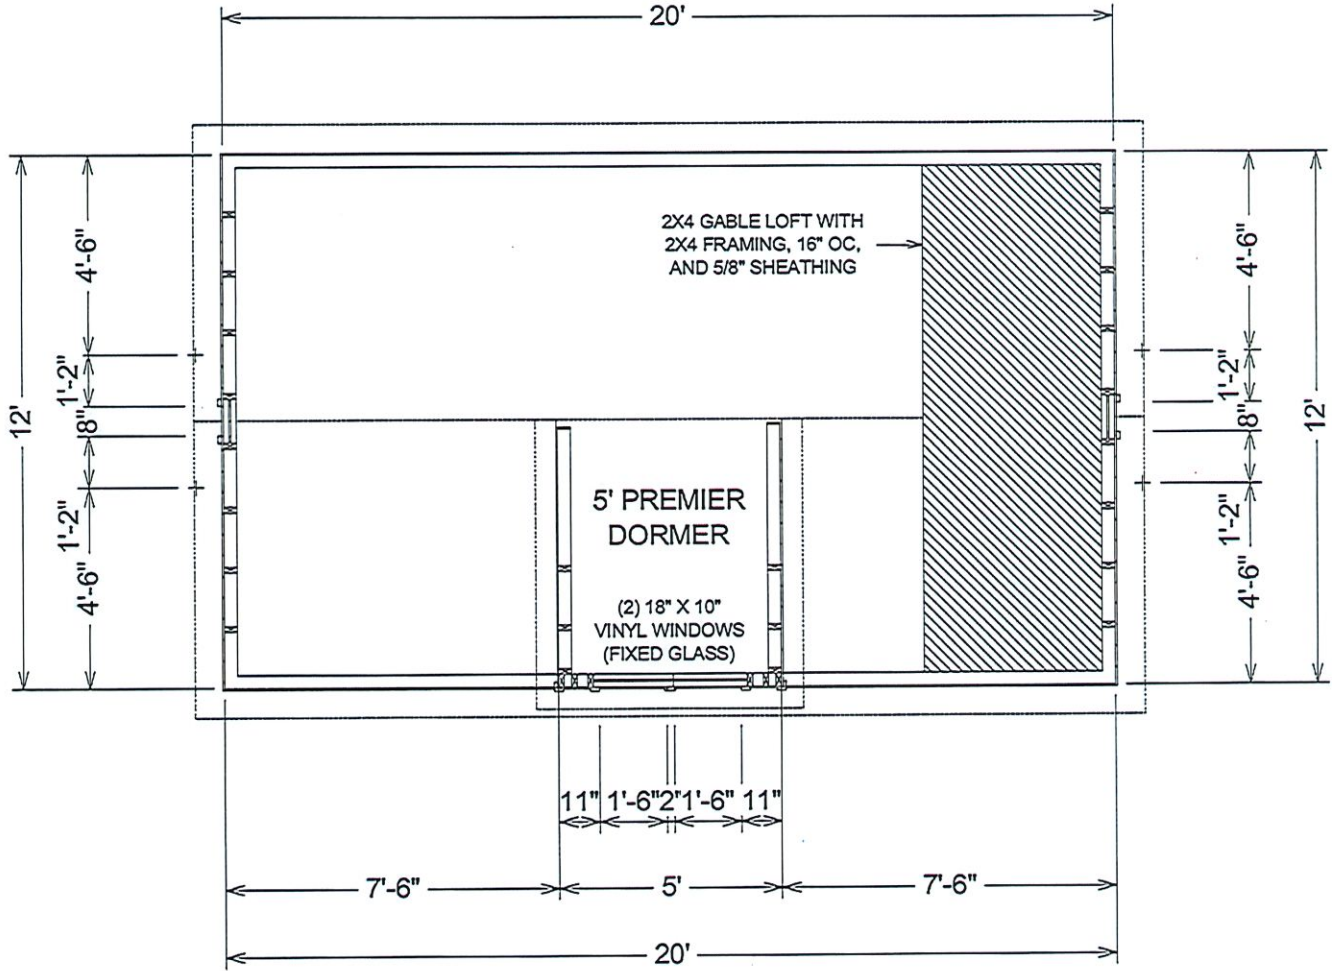 20'
2X4 GABLE LOFT WITH
2X4 FRAMING, 16" OC,
AND 5/8" SHEATHING
4'-6"
1'-2"
8"
1'-2"
4'-6"
12'
4'-6"
1'-2"
8"
1'-2"
4'-6"
12'
5' PREMIER
DORMER
(2) 18" X 10"
VINYL WINDOWS
(FIXED GLASS)
11" 1'-6" 2" 1'-6" 11"
7'-6" 5' 7'-6"
20'